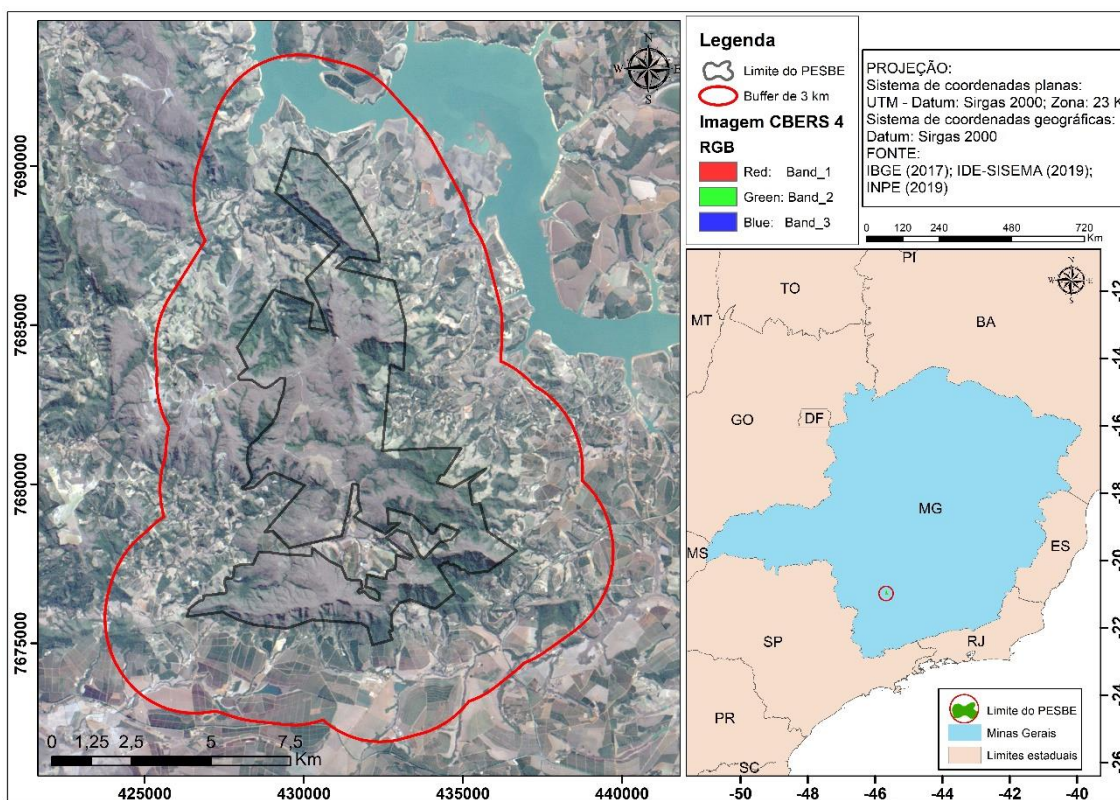 Legenda
Limite do PESBE
Buffer de 3 km
Imagem CBERS 4
RGB
Red: Band_1
Green: Band_2
Blue: Band_3
PROJEÇÃO:
Sistema de coordenadas planas:
UTM - Datum: Sirgas 2000; Zona: 23 K
Sistema de coordenadas geográficas:
Datum: Sirgas 2000
FONTE:
IBGE (2017); IDE-SISEMA (2019);
INPE (2019)
0 120 240 480 720
Km
N
W E
S
7690000
7685000
7680000
7675000
0 1,25 2,5 5 7,5
Km
425000 430000 435000 440000
N
W E
S
PI
TO
MT
BA
GO
DF
MG
MS
ES
SP
RJ
PR
SC
-12
-14
-16
-18
-20
-22
-24
-26
Limite do PESBE
Minas Gerais
Limites estaduais
-50 -48 -46 -44 -42 -40